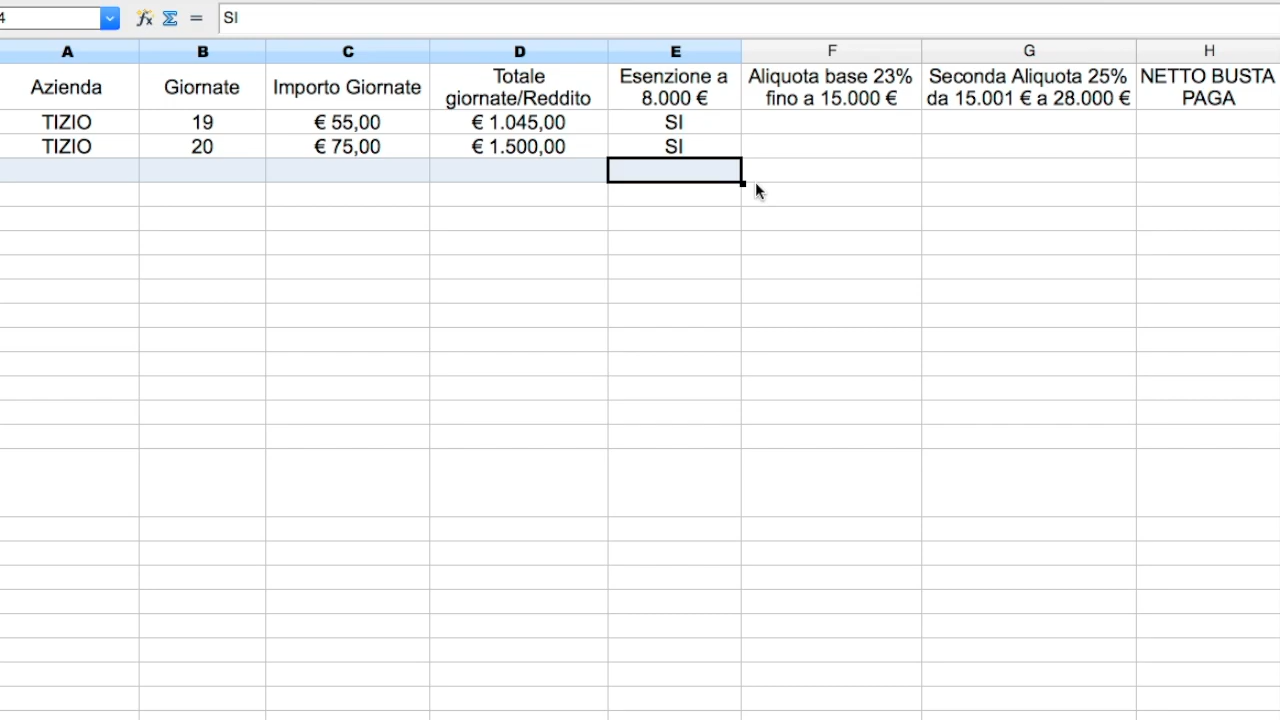 4 SI
A B C D E F G H
Azienda Giornate Importo Giornate Totale giornate/Reddito Esenzione a 8.000 € Aliquota base 23% fino a 15.000 € Seconda Aliquota 25% da 15.001 € a 28.000 € NETTO BUSTA PAGA
TIZIO 19 € 55,00 € 1.045,00 SI
TIZIO 20 € 75,00 € 1.500,00 SI